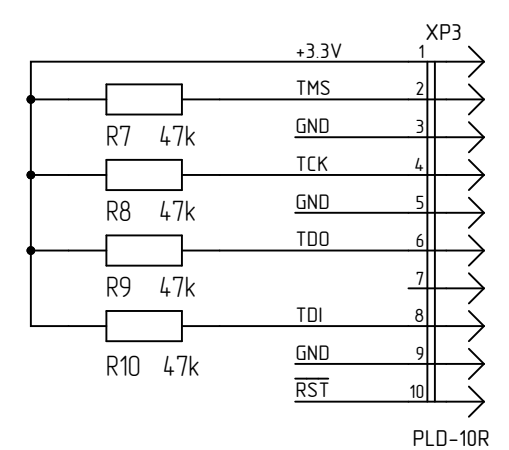 XP3
+3.3V 1
TMS 2
R7 47k
GND 3
TCK 4
R8 47k
GND 5
TDO 6
R9 47k
7
TDI 8
R10 47k
GND 9
RST 10
PLD-10R